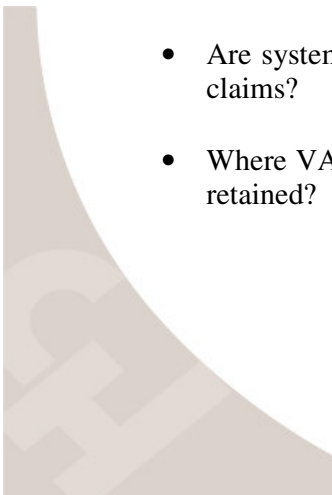 • Are system
claims?
• Where VA
retained?